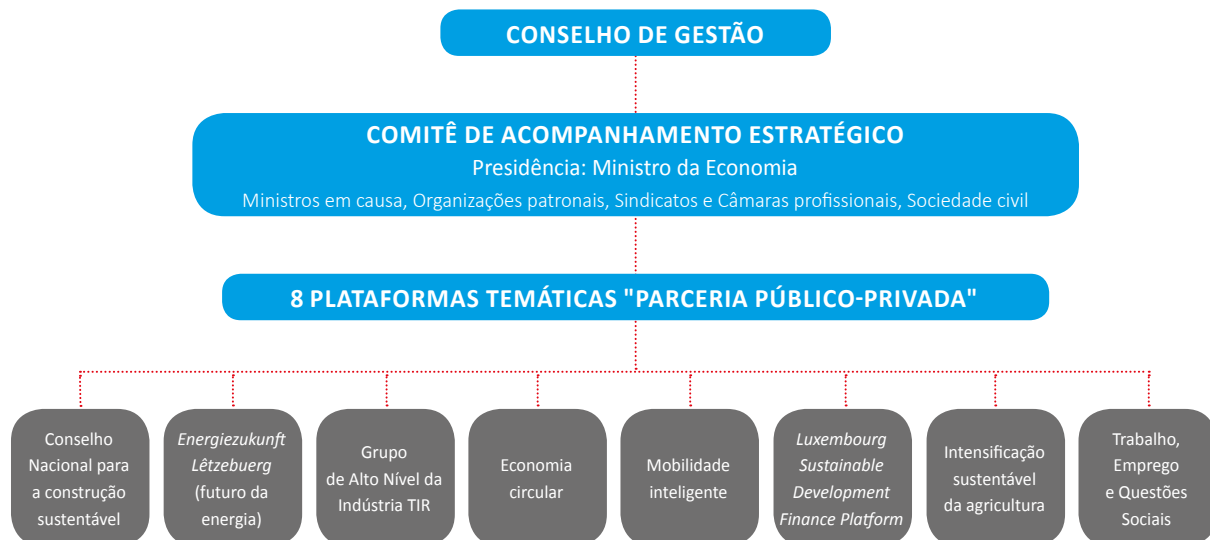 CONSELHO DE GESTÃO
COMITÊ DE ACOMPANHAMENTO ESTRATÉGICO
Presidência: Ministro da Economia
Ministros em causa, Organizações patronais, Sindicatos e Câmaras profissionais, Sociedade civil
8 PLATAFORMAS TEMÁTICAS "PARCERIA PÚBLICO-PRIVADA"
Conselho
Nacional para
a construção
sustentável
Energiezukunft
Lêtzebuerg
(futuro da
energia)
Grupo
de Alto Nível da
Indústria TIR
Economia
circular
Mobilidade
inteligente
Luxembourg
Sustainable
Development
Finance Platform
Intensificação
sustentável
da agricultura
Trabalho,
Emprego
e Questões
Sociais